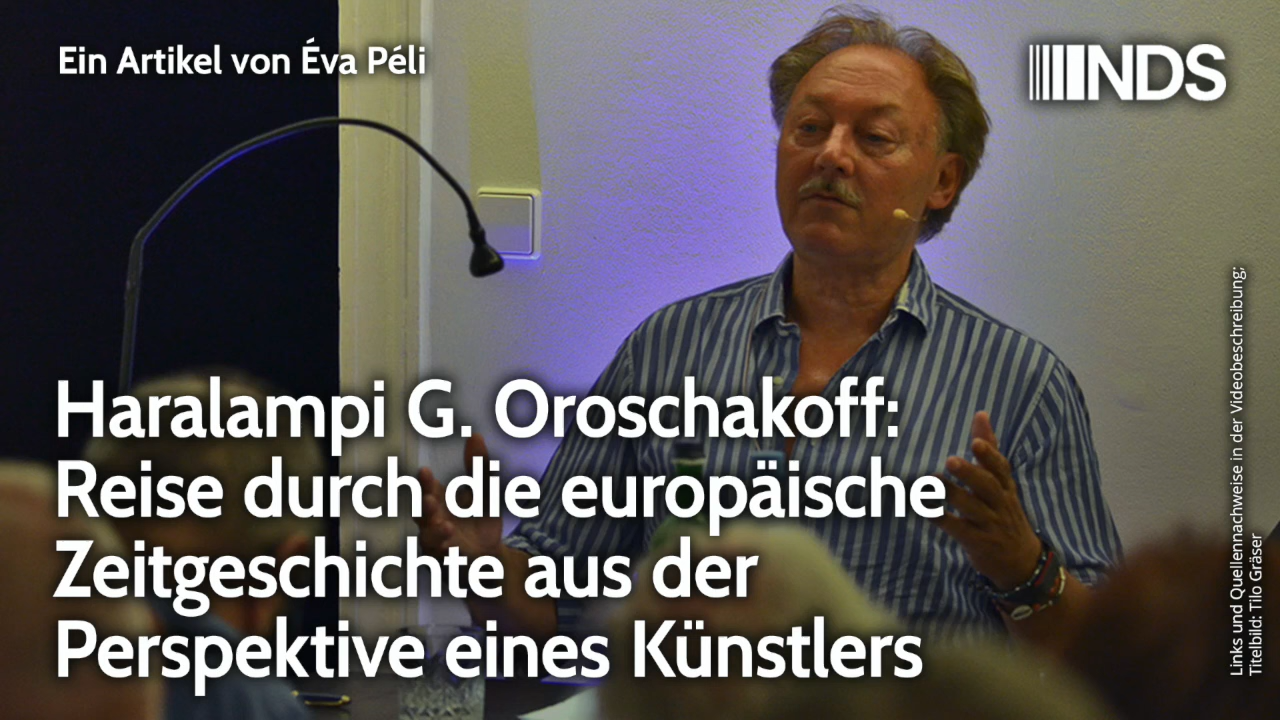 Ein Artikel von Éva Péli
NDS
Haralampi G. Oroschakoff:
Reise durch die europäische
Zeitgeschichte aus der
Perspektive eines Künstlers
Links und Quellennachweise in der Videobeschreibung;
Titelbild: Tilo Gräser